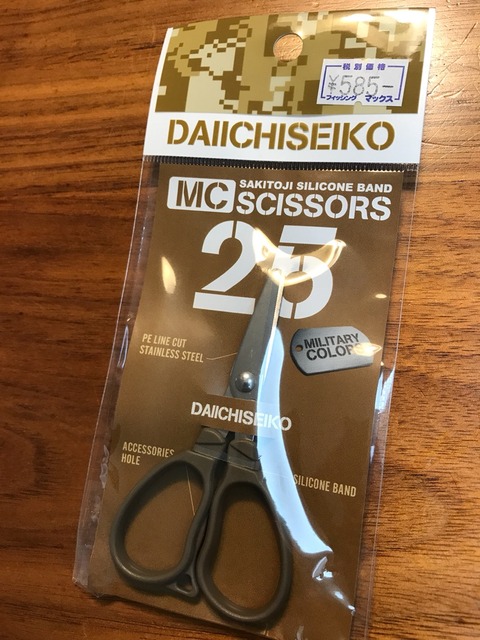 税別価格
¥585-
フィッシング マックス
DAIICHISEIKO
MC SAKITOJI SILICONE BAND
SCISSORS
25
MILITARY
COLORS
PE LINE CUT
STAINLESS STEEL
DAIICHISEIKO
ACCESSORIES
HOLE
SILICONE BAND